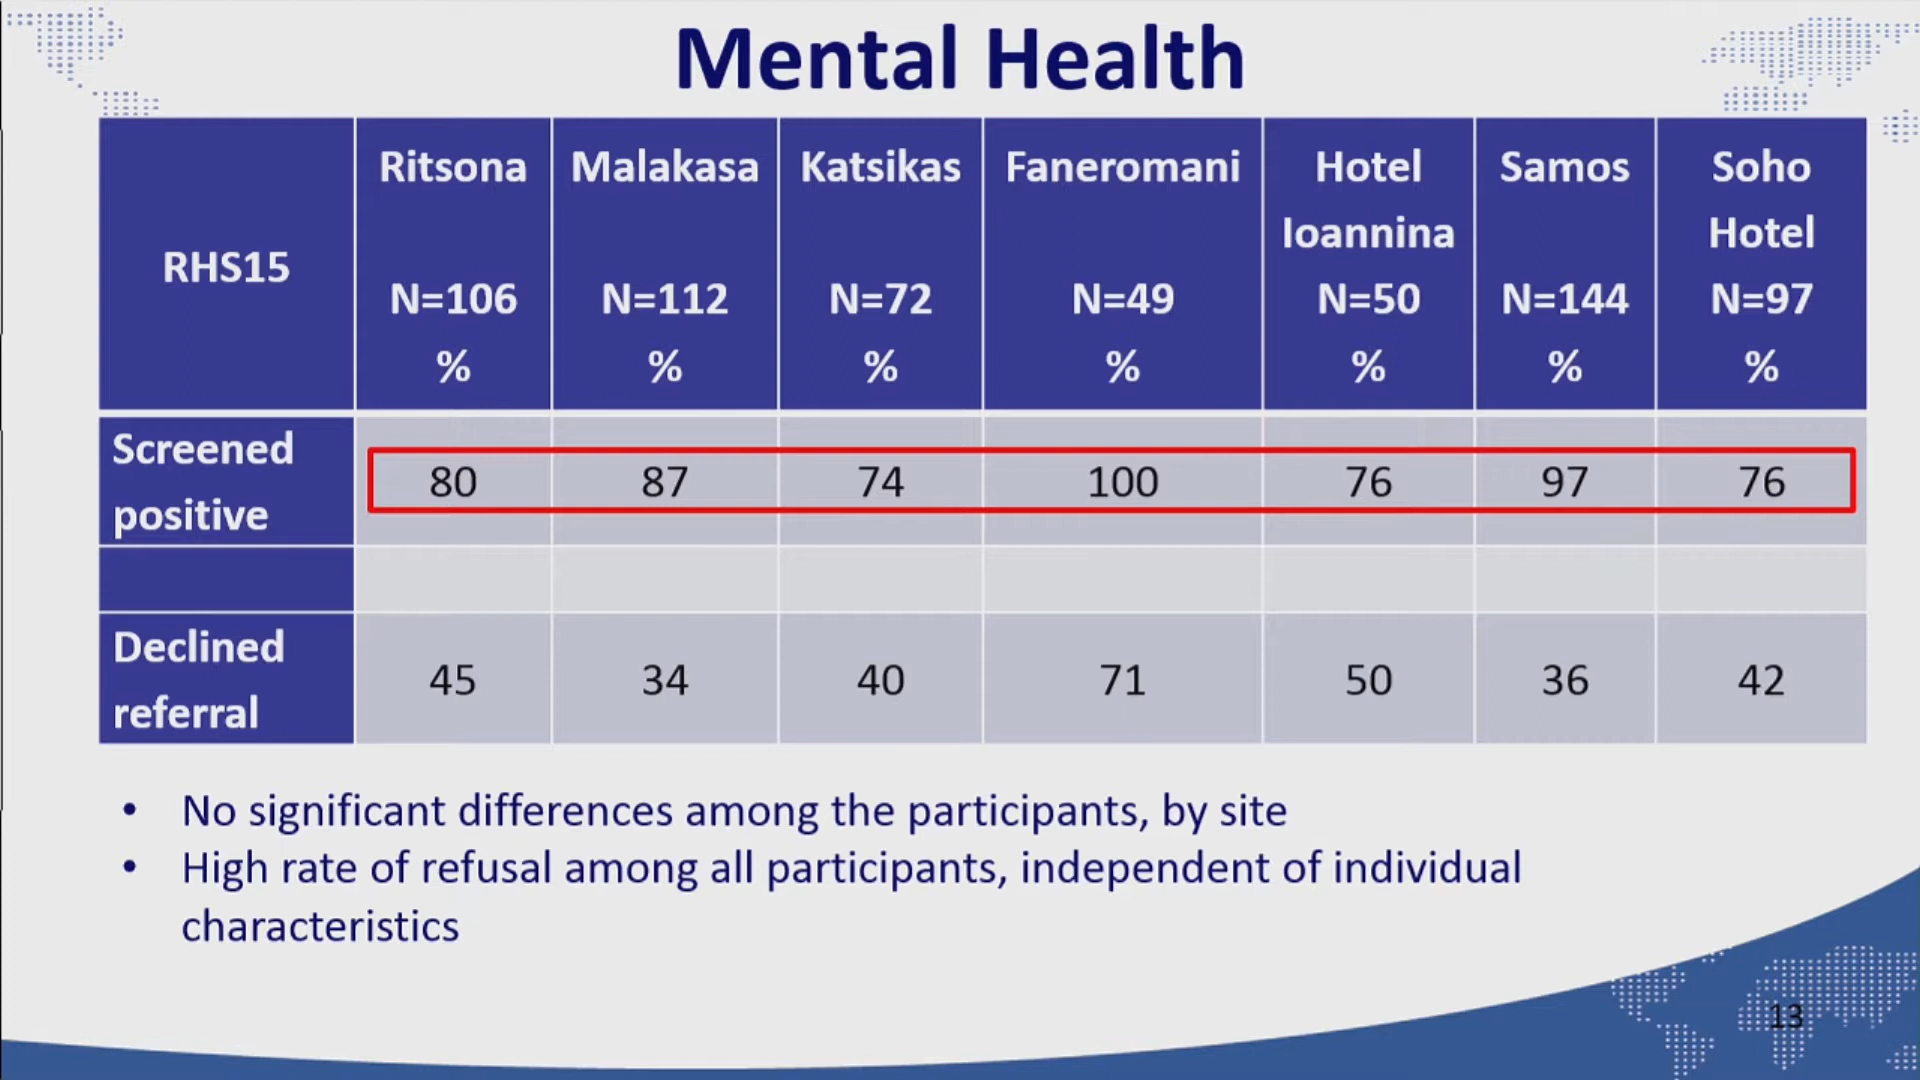 Mental Health
RHS15
Ritsona
N=106
%
Malakasa
N=112
%
Katsikas
N=72
%
Faneromani
N=49
%
Hotel
Ioannina
N=50
%
Samos
N=144
%
Soho
Hotel
N=97
%
Screened
positive
80 87 74 100 76 97 76
Declined
referral
45 34 40 71 50 36 42
• No significant differences among the participants, by site
• High rate of refusal among all participants, independent of individual
characteristics
13